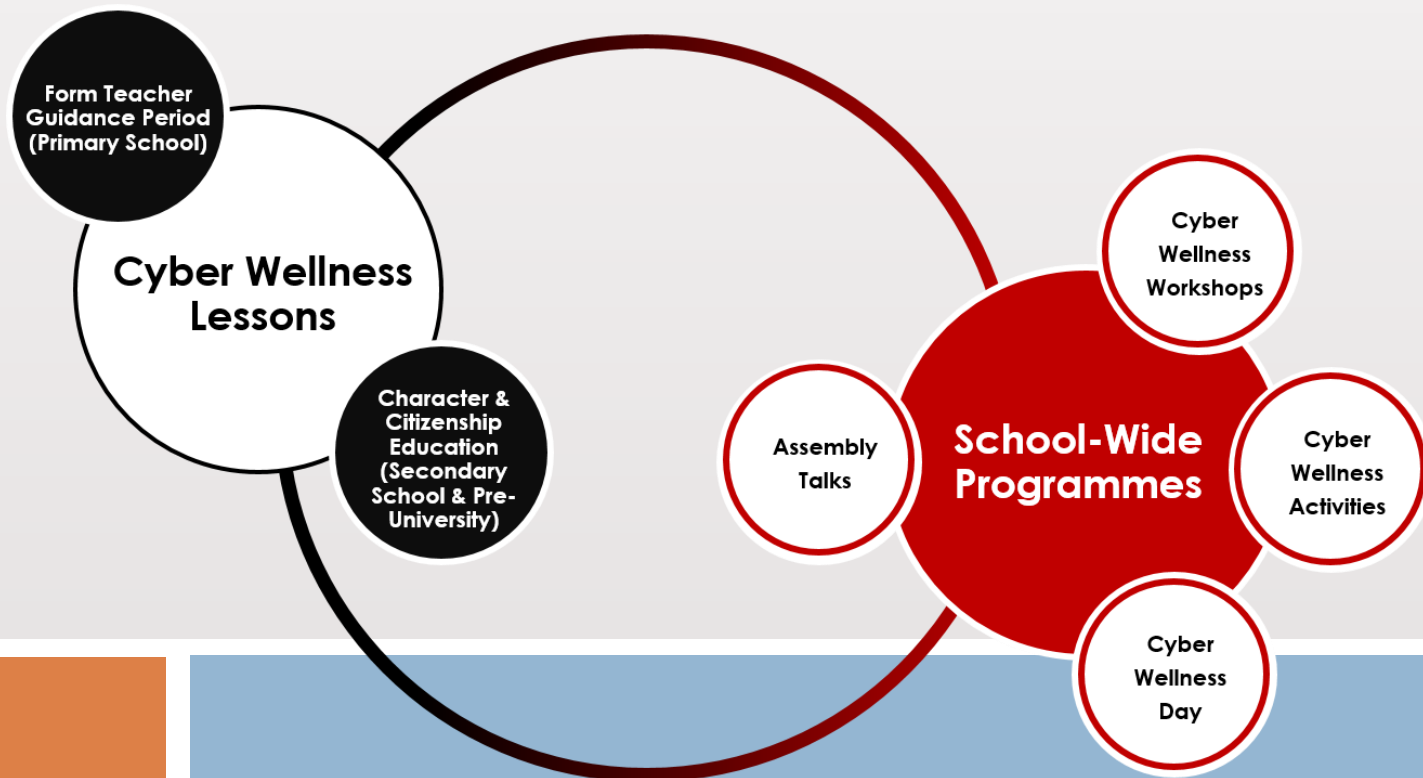 Form Teacher
Guidance Period
(Primary School)
Cyber Wellness
Lessons
Character &
Citizenship
Education
(Secondary
School & Pre-
University)
Assembly
Talks
School-Wide
Programmes
Cyber
Wellness
Workshops
Cyber
Wellness
Activities
Cyber
Wellness
Day